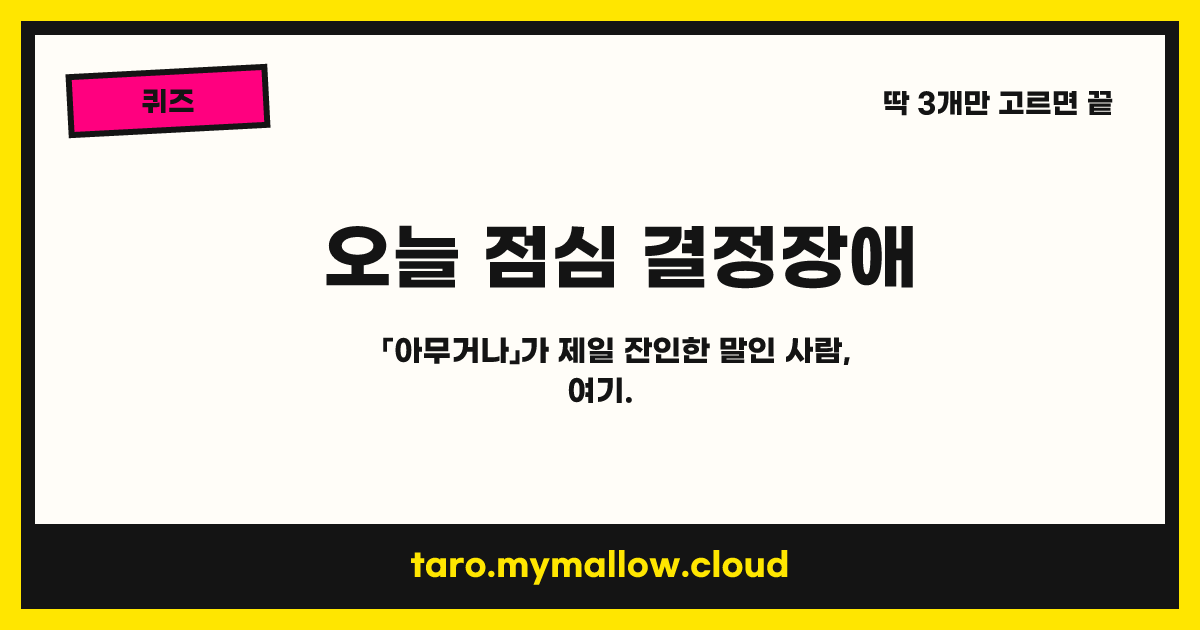 퀴즈
딱 3개만 고르면 끝
오늘 점심 결정장애
「아무거나」가 제일 잔인한 말인 사람,
여기.
taro.mymallow.cloud